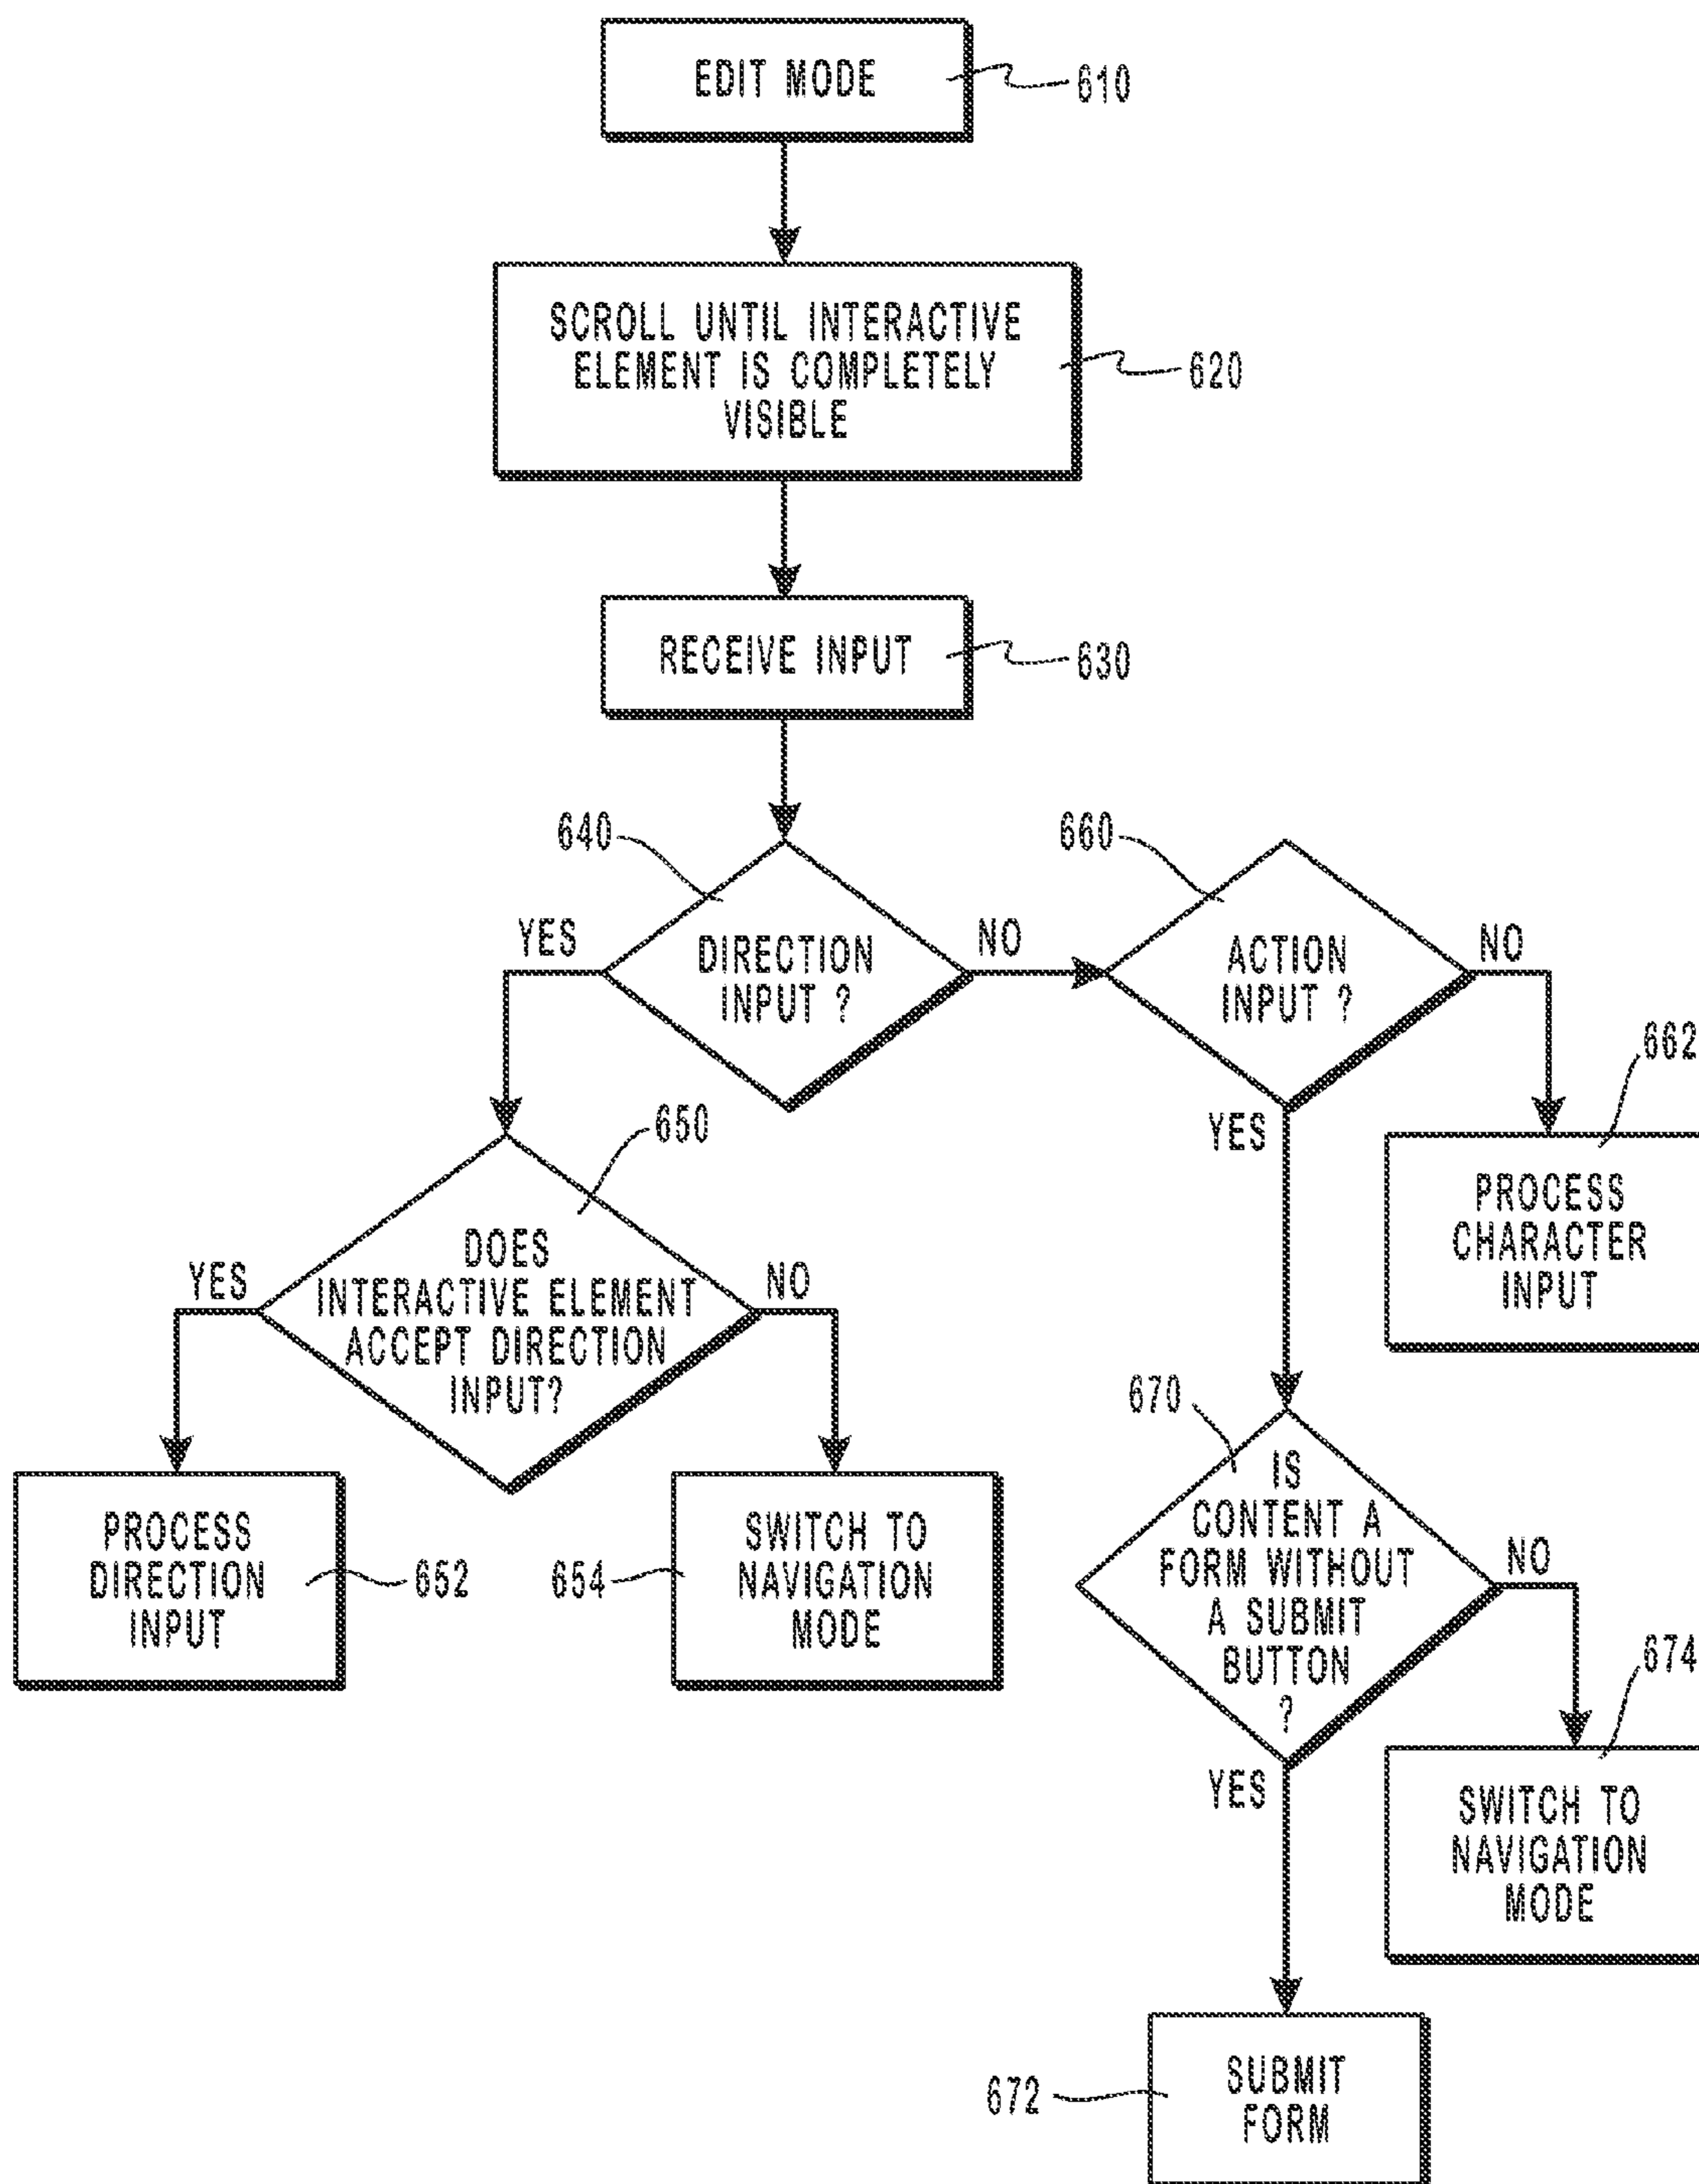 EDIT MODE
610
SCROLL UNTIL INTERACTIVE
ELEMENT IS COMPLETELY
VISIBLE
620
RECEIVE INPUT
630
640
660
YES
DIRECTION
INPUT ?
NO
ACTION
INPUT ?
NO
662
650
YES
PROCESS
CHARACTER
INPUT
YES
DOES
INTERACTIVE ELEMENT
ACCEPT DIRECTION
INPUT?
NO
670
IS
CONTENT A
FORM WITHOUT
A SUBMIT
BUTTON
?
NO
PROCESS
DIRECTION
INPUT
652
654
SWITCH TO
NAVIGATION
MODE
674
YES
SWITCH TO
NAVIGATION
MODE
672
SUBMIT
FORM